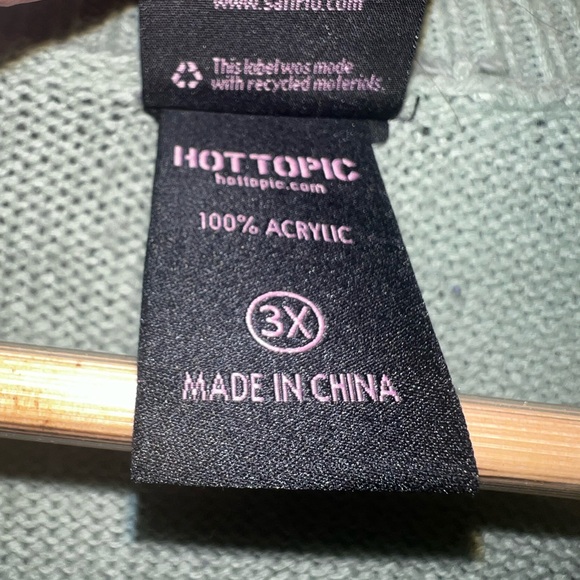 www.sanrio.com
This label was made
with recycled materials.
HOT TOPIC
hottopic.com
100% ACRYLIC
3X
MADE IN CHINA